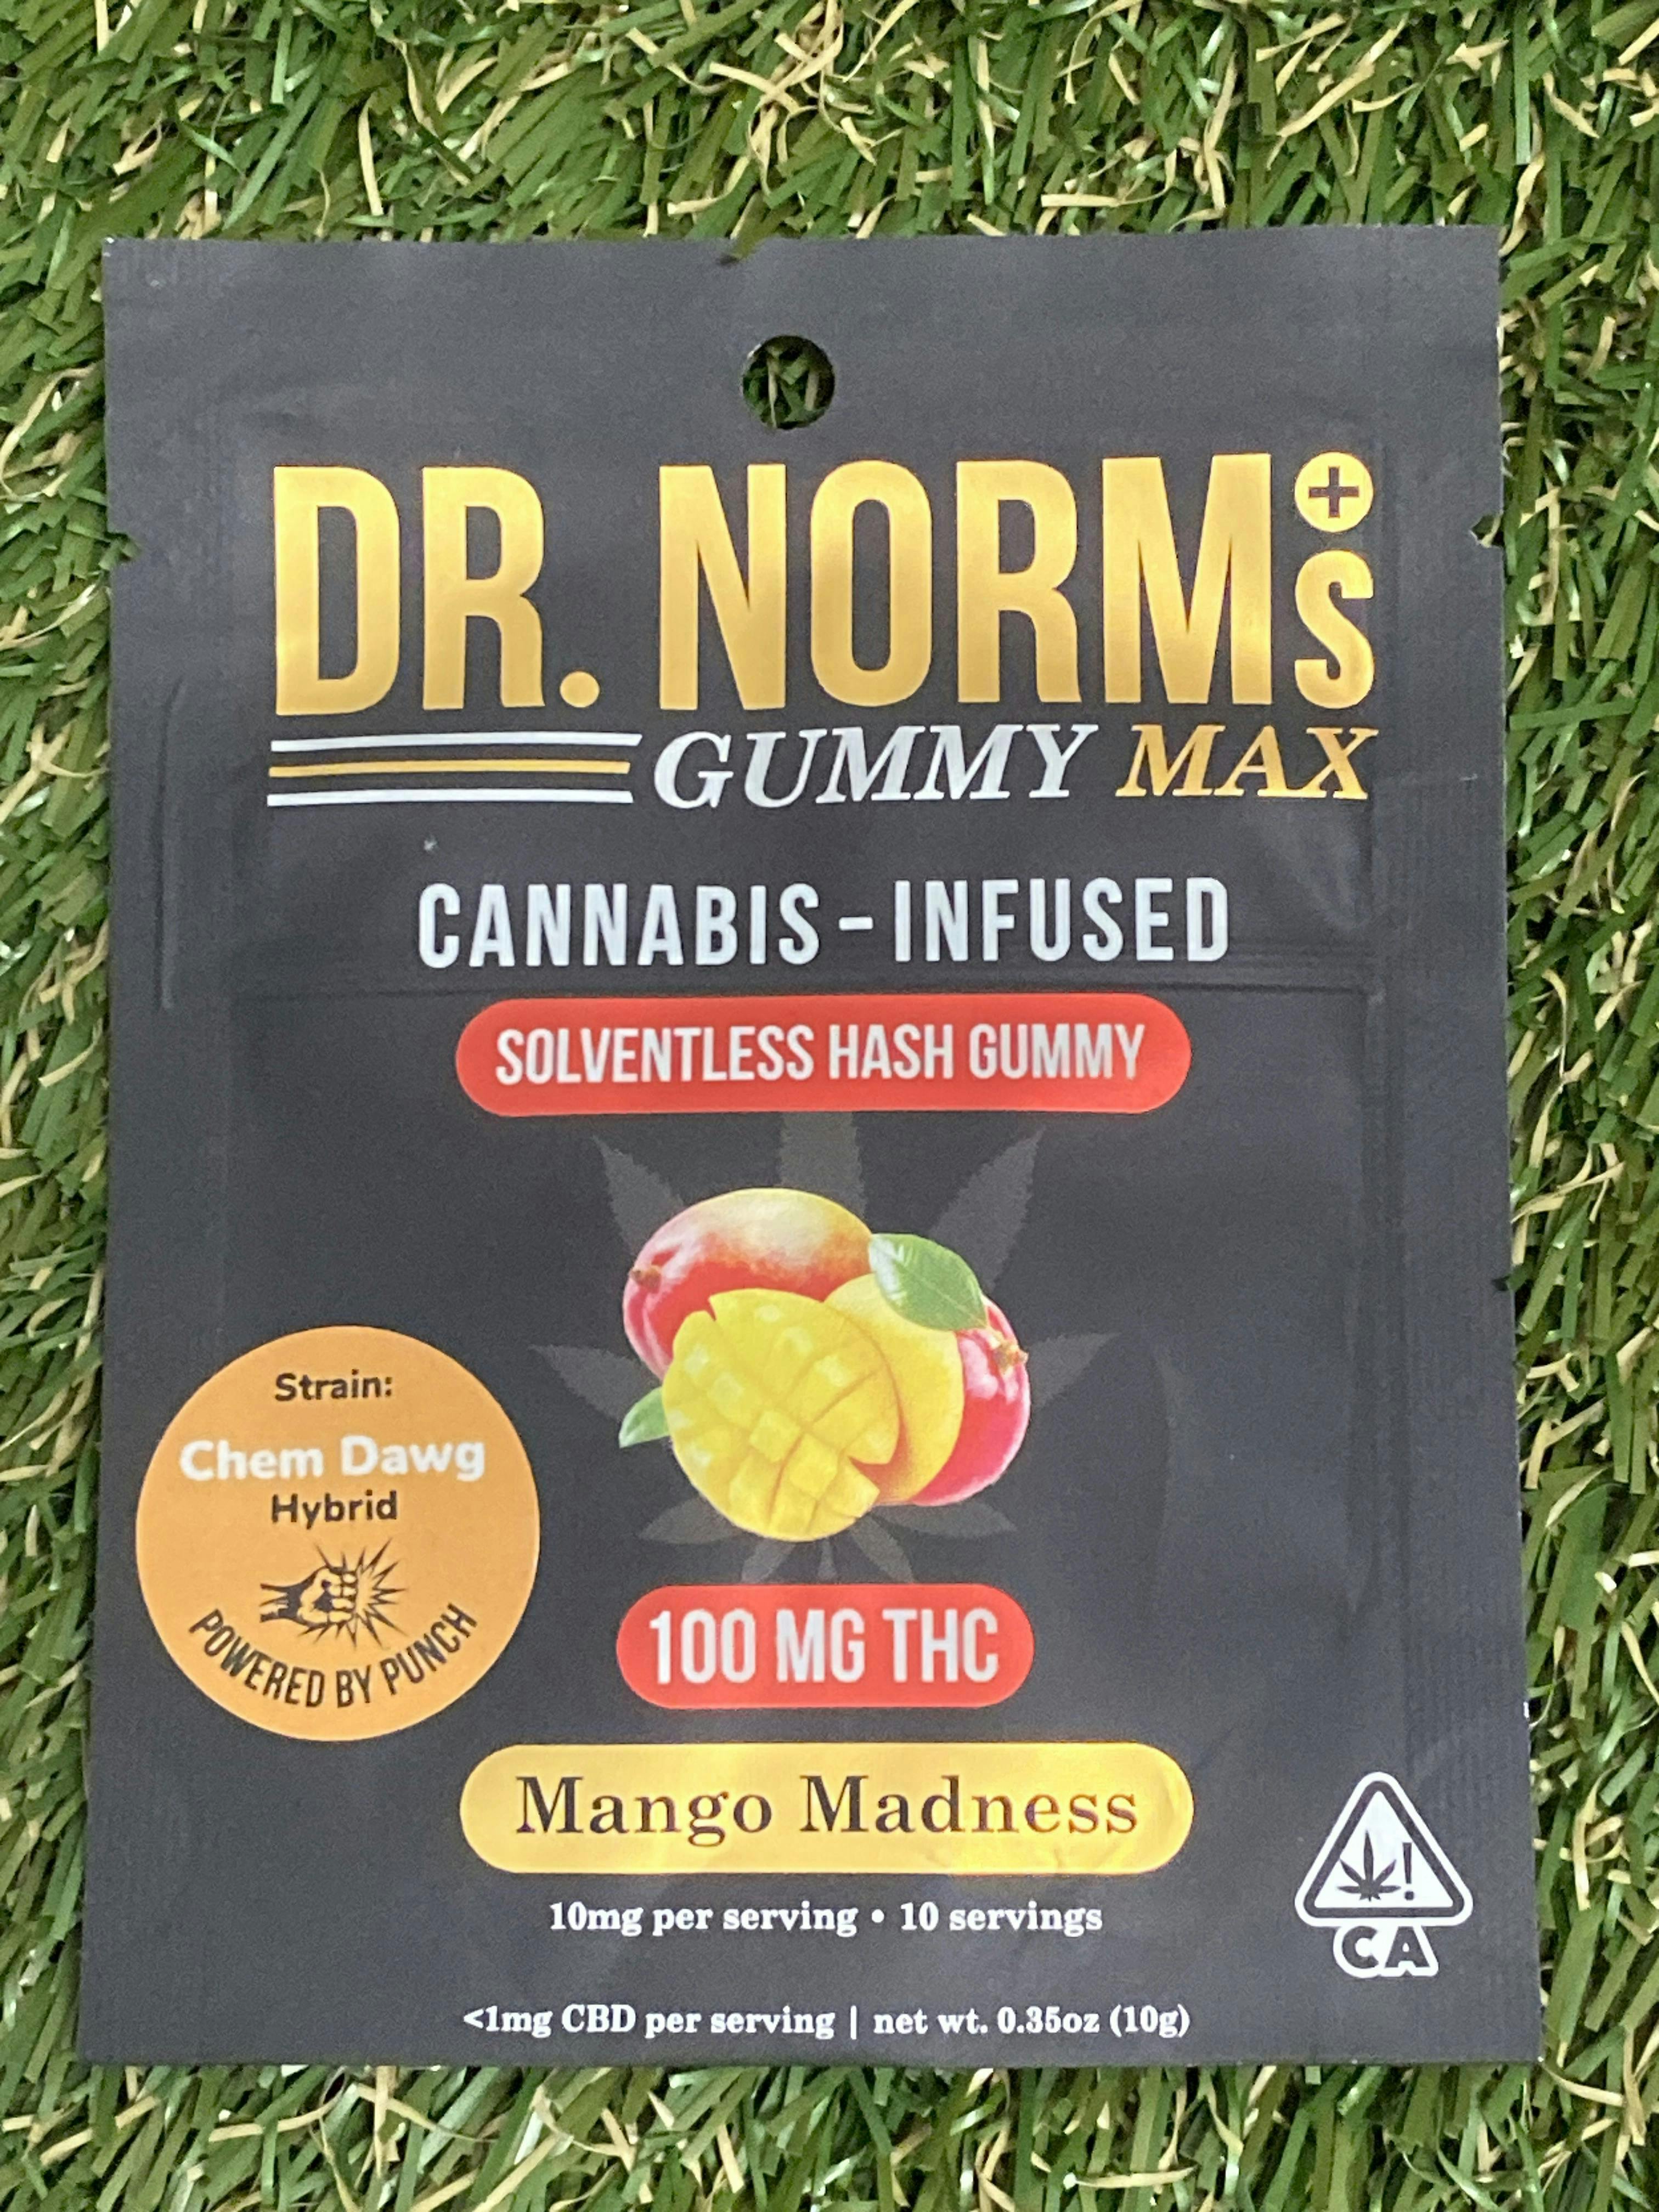 DR. NORM+S
GUMMY MAX
CANNABIS-INFUSED
SOLVENTLESS HASH GUMMY
Strain:
Chem Dawg
Hybrid
POWERED BY PUNCH
100 MG THC
Mango Madness
10mg per serving • 10 servings
!
CA
<1mg CBD per serving | net wt. 0.35oz (10g)